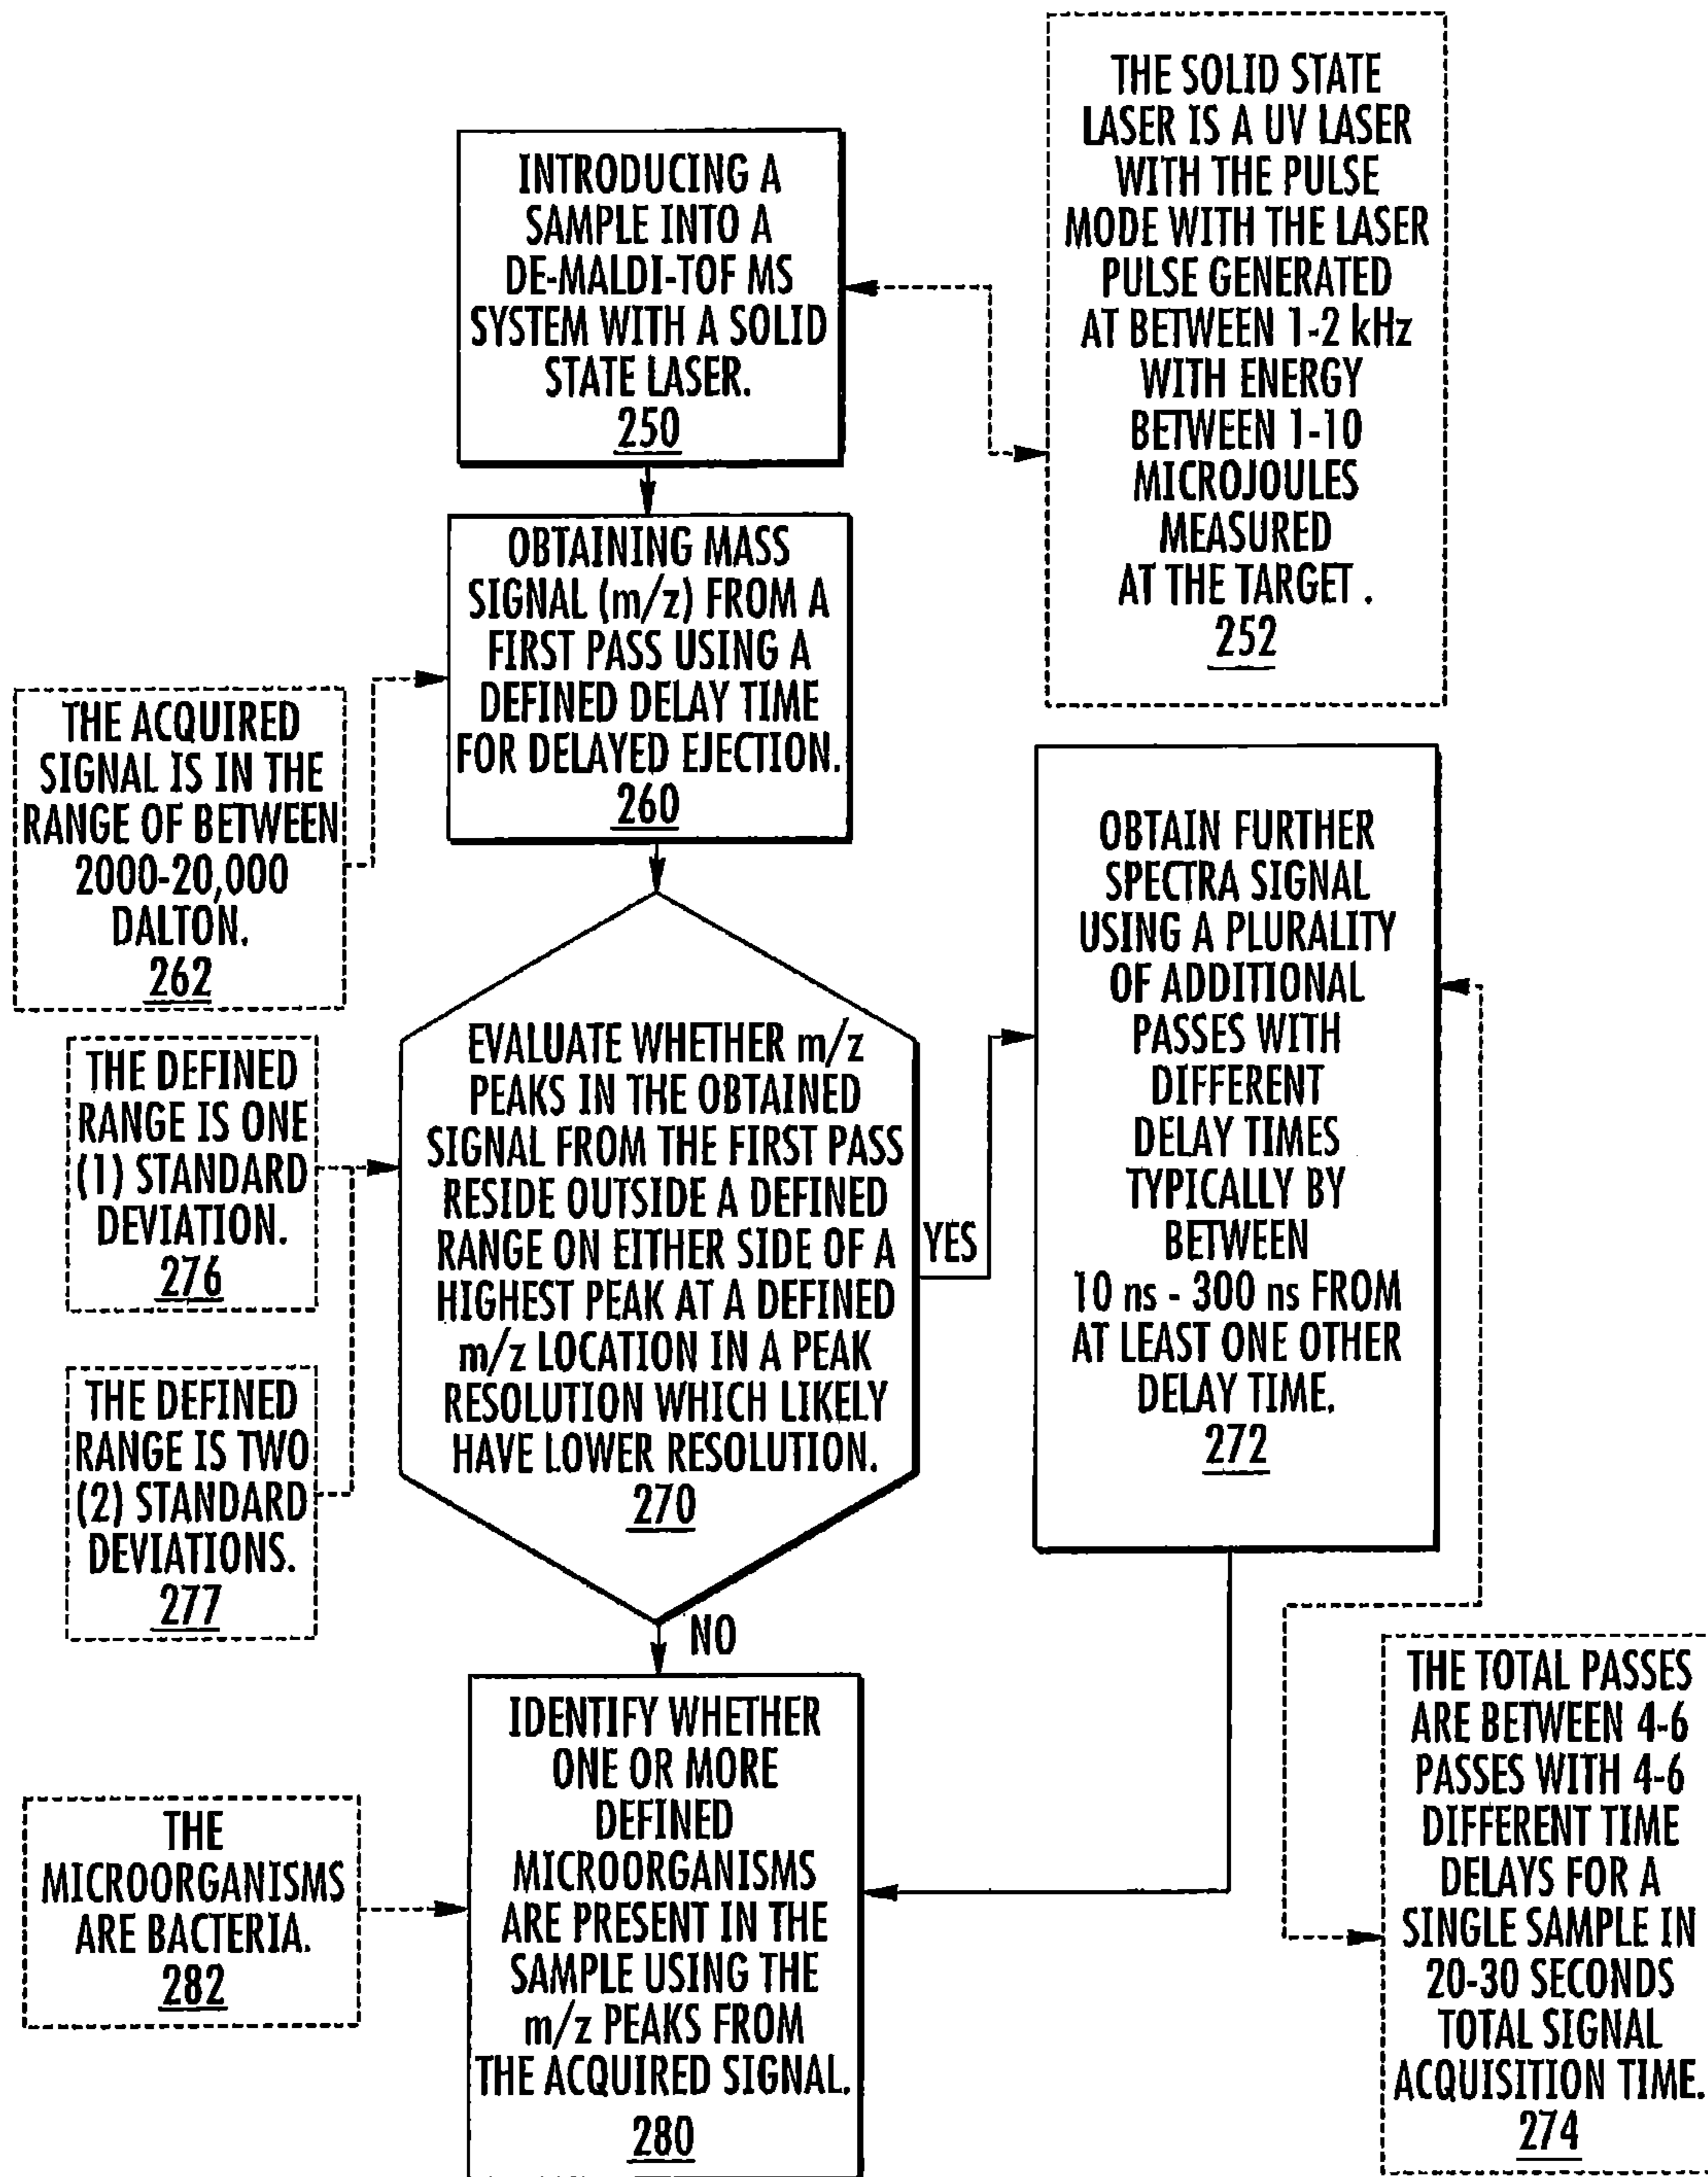 INTRODUCING A
SAMPLE INTO A
DE-MALDI-TOF MS
SYSTEM WITH A SOLID
STATE LASER.
250
THE SOLID STATE
LASER IS A UV LASER
WITH THE PULSE
MODE WITH THE LASER
PULSE GENERATED
AT BETWEEN 1-2 kHz
WITH ENERGY
BETWEEN 1-10
MICROJOULES
MEASURED
AT THE TARGET .
252
OBTAINING MASS
SIGNAL (m/z) FROM A
FIRST PASS USING A
DEFINED DELAY TIME
FOR DELAYED EJECTION.
260
THE ACQUIRED
SIGNAL IS IN THE
RANGE OF BETWEEN
2000-20,000
DALTON.
262
EVALUATE WHETHER m/z
PEAKS IN THE OBTAINED
SIGNAL FROM THE FIRST PASS
RESIDE OUTSIDE A DEFINED
RANGE ON EITHER SIDE OF A
HIGHEST PEAK AT A DEFINED
m/z LOCATION IN A PEAK
RESOLUTION WHICH LIKELY
HAVE LOWER RESOLUTION.
270
THE DEFINED
RANGE IS ONE
(1) STANDARD
DEVIATION.
276
THE DEFINED
RANGE IS TWO
(2) STANDARD
DEVIATIONS.
277
YES
OBTAIN FURTHER
SPECTRA SIGNAL
USING A PLURALITY
OF ADDITIONAL
PASSES WITH
DIFFERENT
DELAY TIMES
TYPICALLY BY
BETWEEN
10 ns - 300 ns FROM
AT LEAST ONE OTHER
DELAY TIME.
272
NO
THE TOTAL PASSES
ARE BETWEEN 4-6
PASSES WITH 4-6
DIFFERENT TIME
DELAYS FOR A
SINGLE SAMPLE IN
20-30 SECONDS
TOTAL SIGNAL
ACQUISITION TIME.
274
IDENTIFY WHETHER
ONE OR MORE
DEFINED
MICROORGANISMS
ARE PRESENT IN THE
SAMPLE USING THE
m/z PEAKS FROM
THE ACQUIRED SIGNAL.
280
THE
MICROORGANISMS
ARE BACTERIA.
282